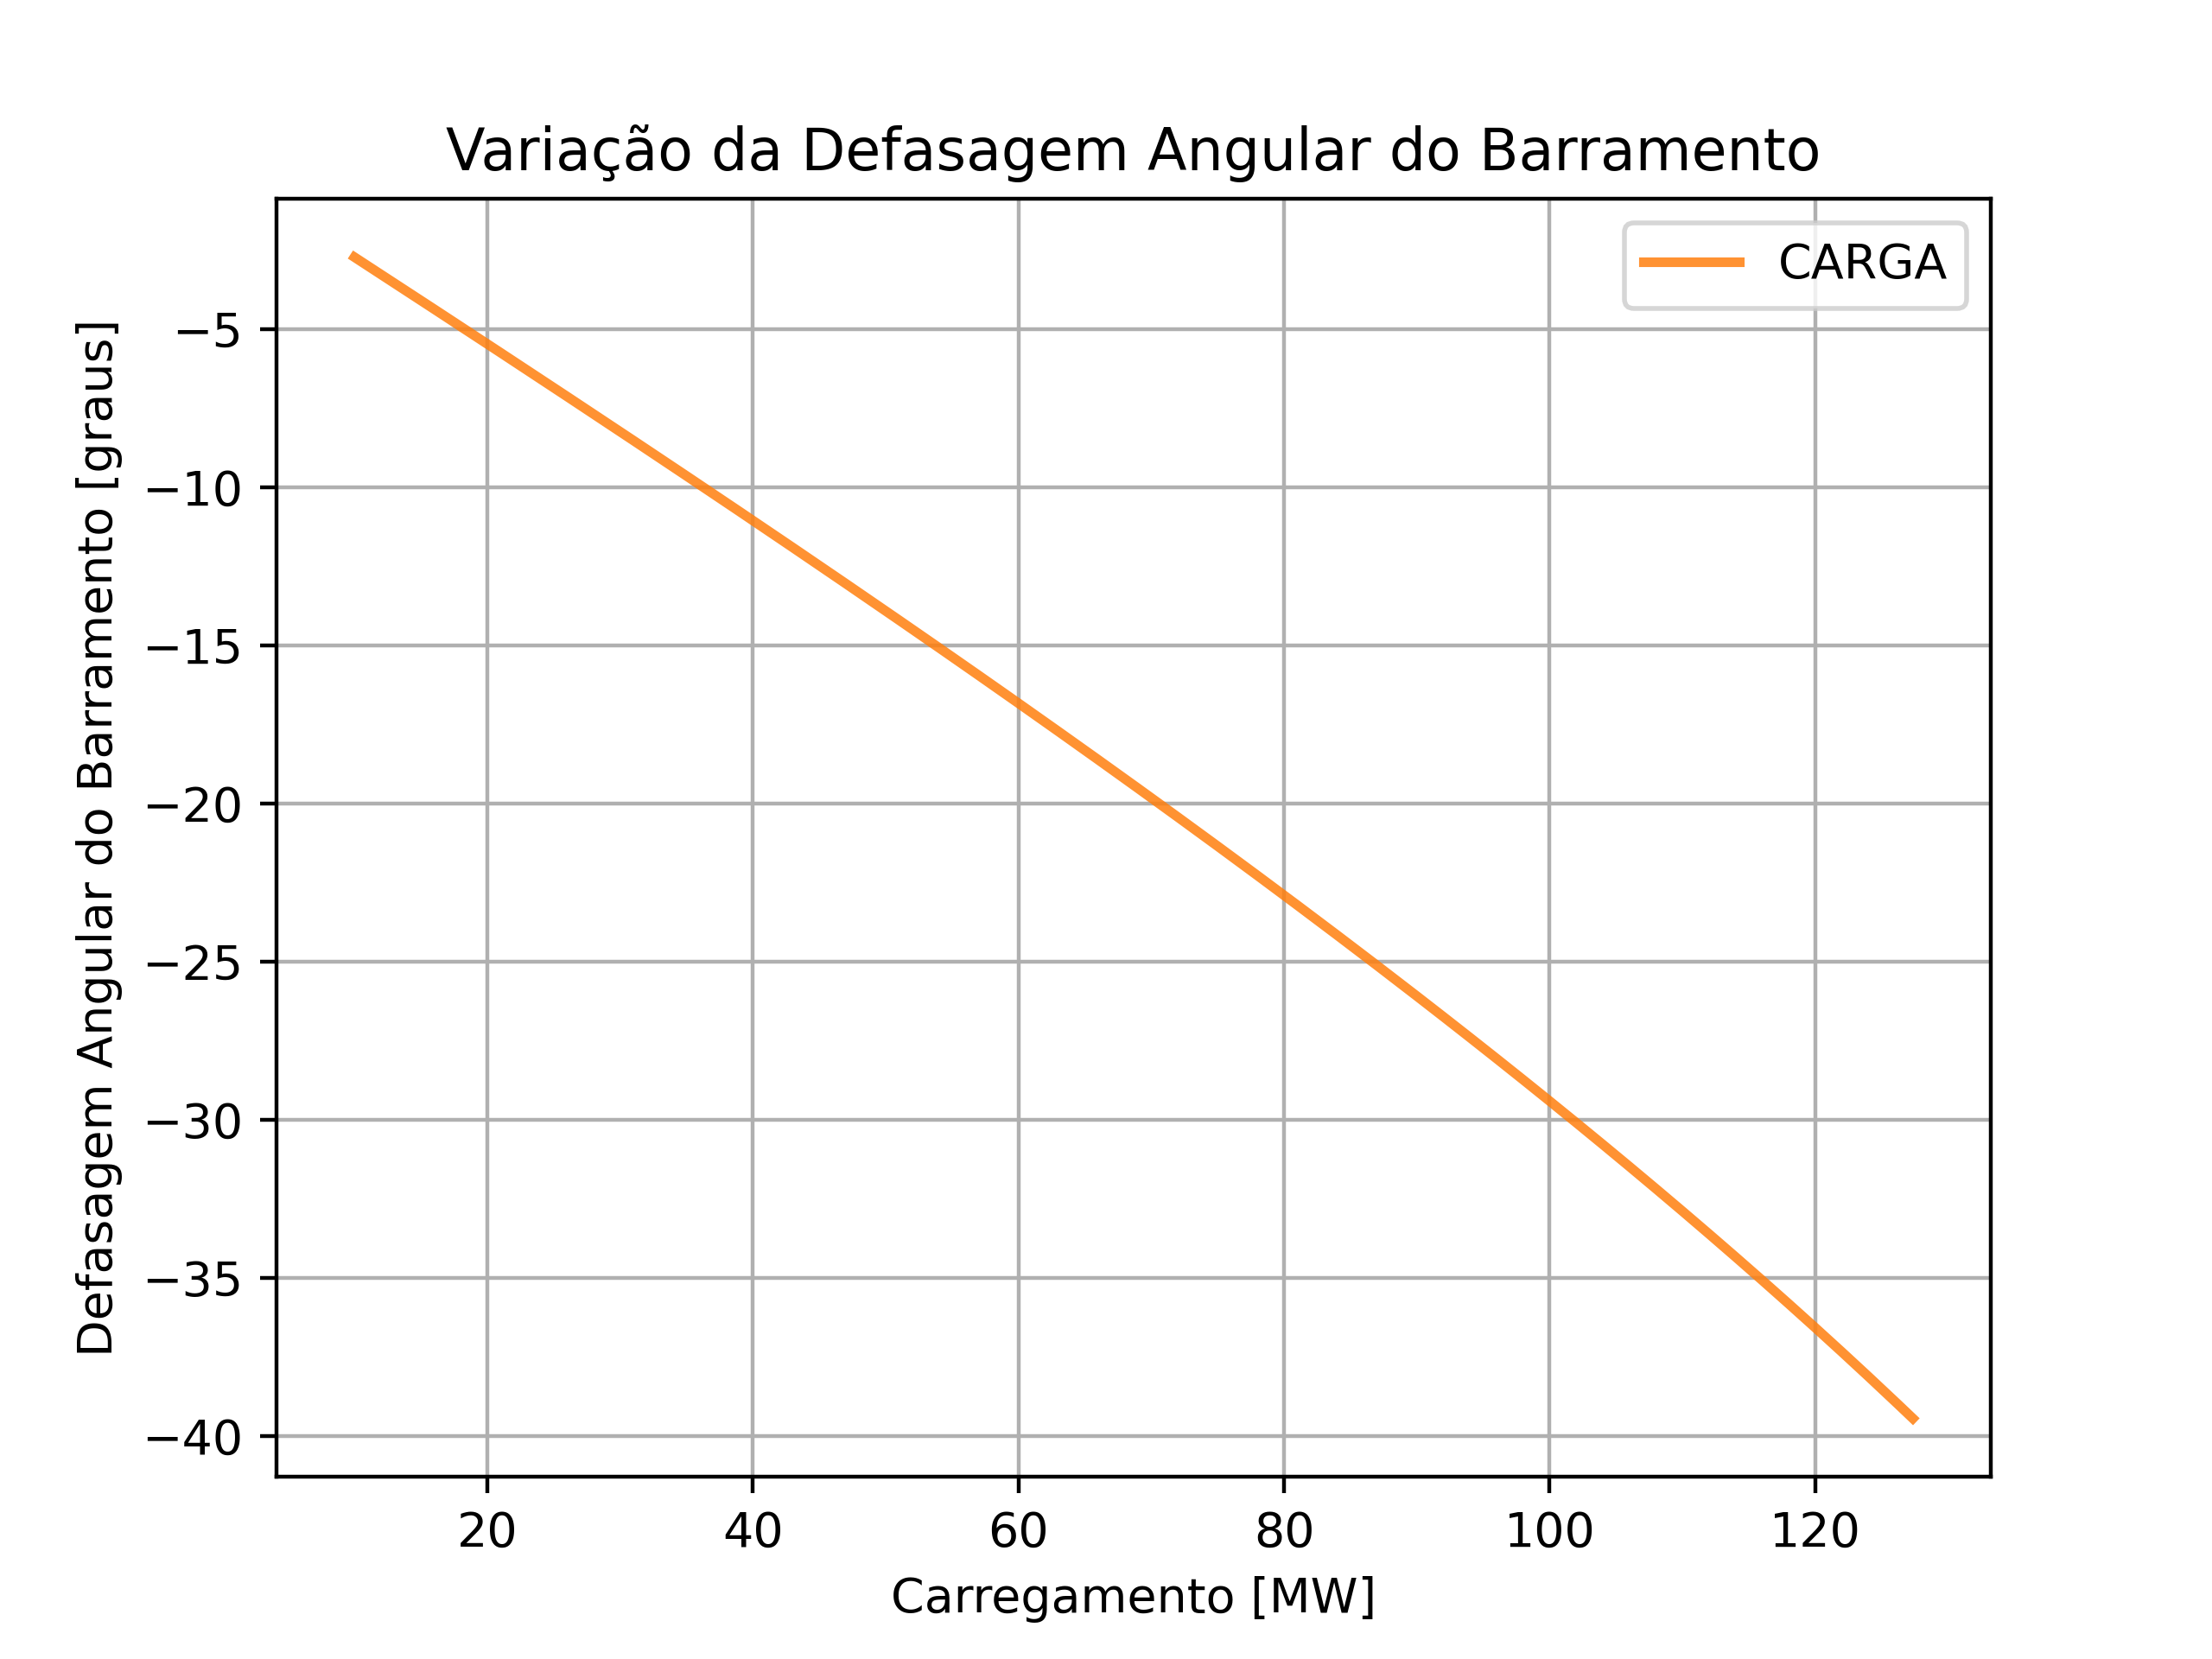 Variação da Defasagem Angular do Barramento
CARGA
Defasagem Angular do Barramento [graus]
−5
−10
−15
−20
−25
−30
−35
−40
20 40 60 80 100 120
Carregamento [MW]